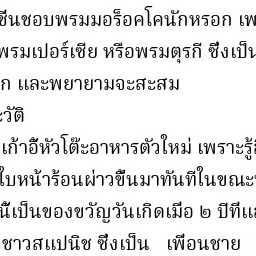 ซีนชอบพรมมอร็อคโคนักหรอก เพ
พรมเปอร์เซีย หรือพรมตุรกี ซึ่งเป็น
ก และพยายามจะสะสม
วัติ
เก้าอี้หัวโต๊ะอาหารตัวใหม่ เพราะรู้
ใบหน้าร้อนผ่าวขึ้นมาทันทีในขณะ
นี้เป็นของขวัญวันเกิดเมื่อ ๒ ปีที่แ
ชาวสแปนิช ซึ่งเป็น เพื่อนชาย